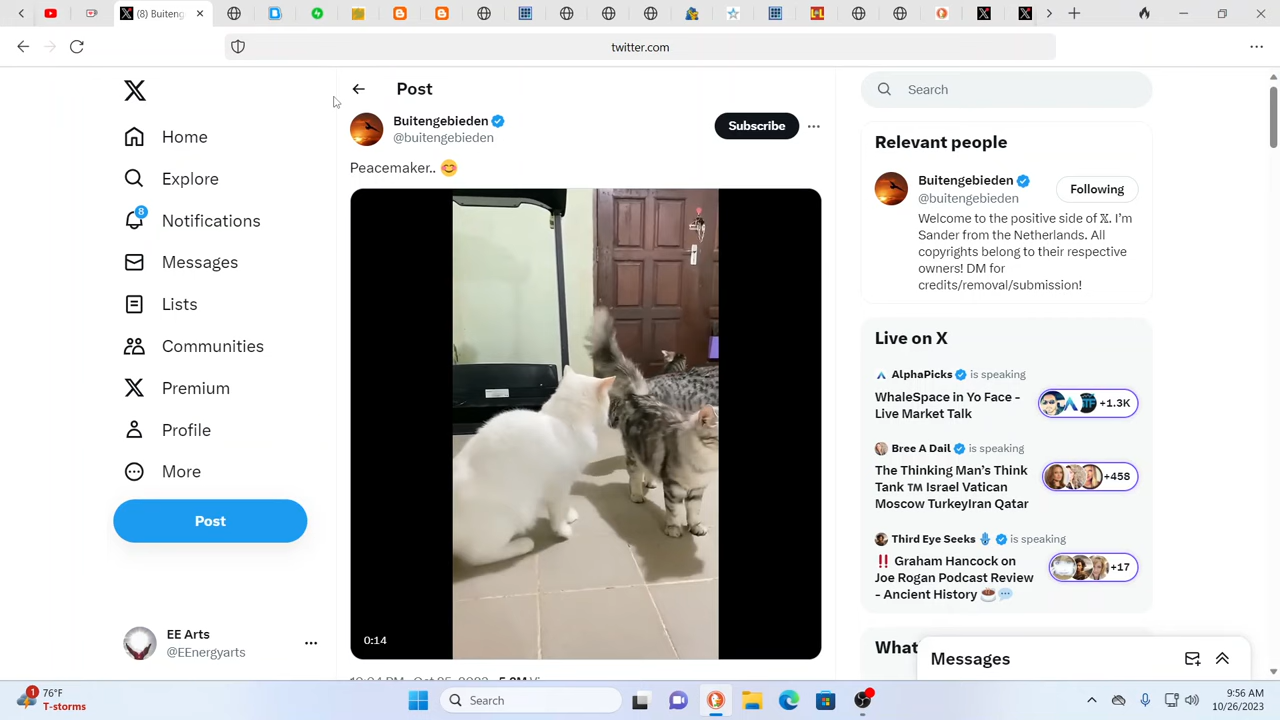 (8) Buiteng
twitter.com
Post
Buitengebieden
@buitengebieden
Subscribe
Peacemaker.. 😊
0:14
Home
Explore
8
Notifications
Messages
Lists
Communities
Premium
Profile
More
Post
EE Arts
@EEnergyarts
Search
Relevant people
Buitengebieden
@buitengebieden
Following
Welcome to the positive side of 𝕏. I'm
Sander from the Netherlands. All
copyrights belong to their respective
owners! DM for
credits/removal/submission!
Live on X
AlphaPicks is speaking
WhaleSpace in Yo Face -
Live Market Talk
+1.3K
Bree A Dail is speaking
The Thinking Man's Think
Tank ™ Israel Vatican
Moscow TurkeyIran Qatar
+458
Third Eye Seeks is speaking
‼️ Graham Hancock on
Joe Rogan Podcast Review
- Ancient History ☕💬
+17
What
Messages
1
76°F
T-storms
Search
:56 AM
10/26/2023